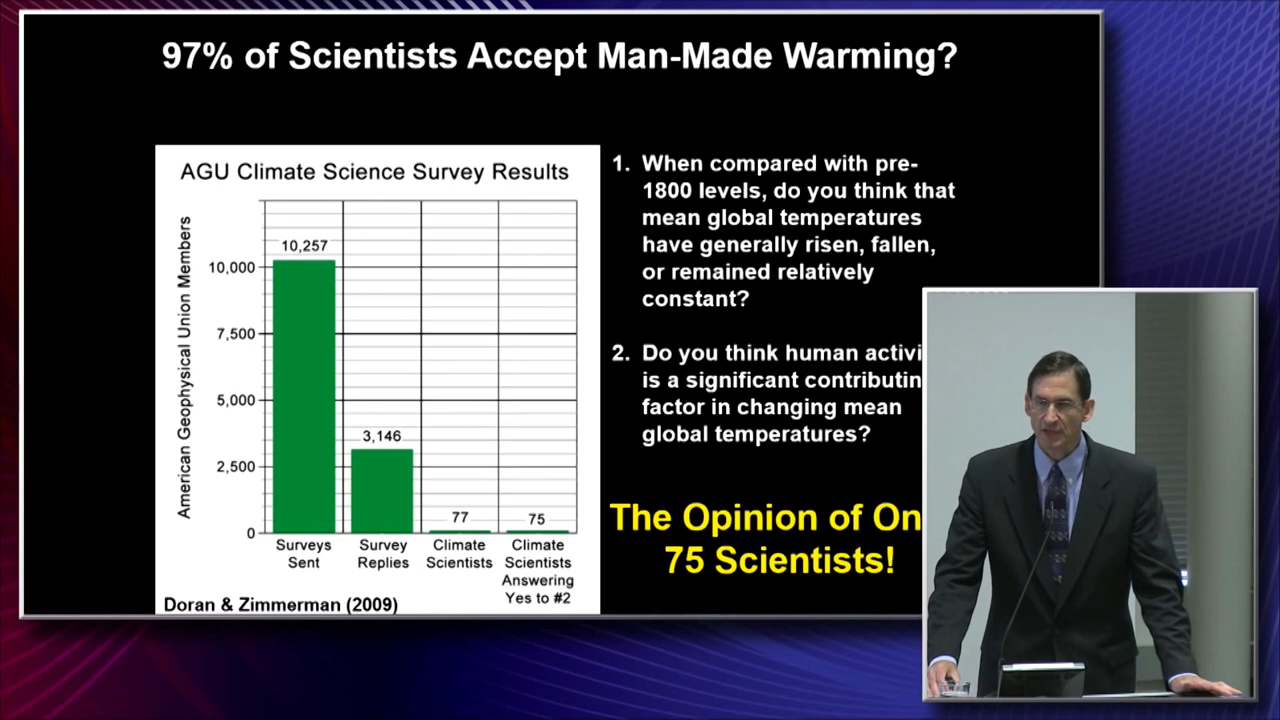 97% of Scientists Accept Man-Made Warming?
AGU Climate Science Survey Results
American Geophysical Union Members
10,000
7,500
5,000
2,500
0
10,257
3,146
77
75
Surveys
Sent
Survey
Replies
Climate
Scientists
Climate
Scientists
Answering
Yes to #2
Doran & Zimmerman (2009)
1. When compared with pre-
1800 levels, do you think that
mean global temperatures
have generally risen, fallen,
or remained relatively
constant?
2. Do you think human activi
is a significant contributin
factor in changing mean
global temperatures?
The Opinion of On
75 Scientists!